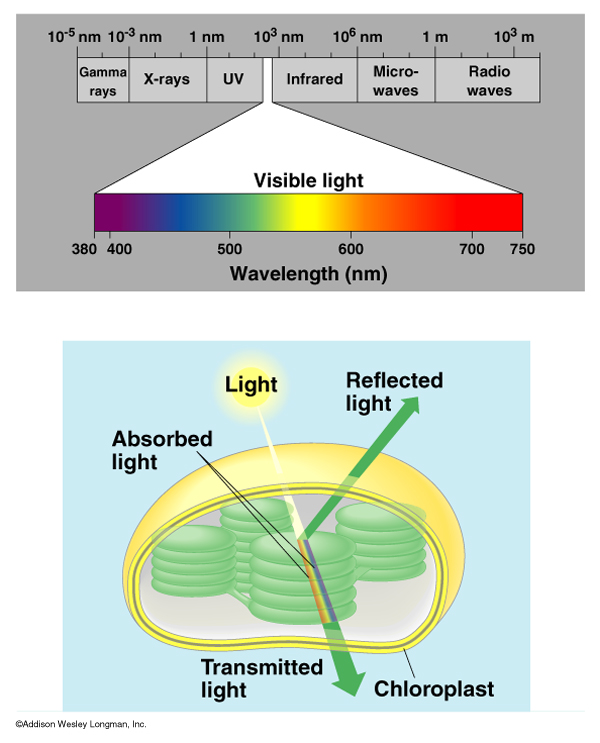 10⁻⁵ nm 10⁻³ nm 1 nm 10³ nm 10⁶ nm 1 m 10³ m
Gamma rays
X-rays
UV
Infrared
Micro-
waves
Radio
waves
Visible light
380 400 500 600 700 750
Wavelength (nm)
Light
Reflected
light
Absorbed
light
Transmitted
light
Chloroplast
©Addison Wesley Longman, Inc.